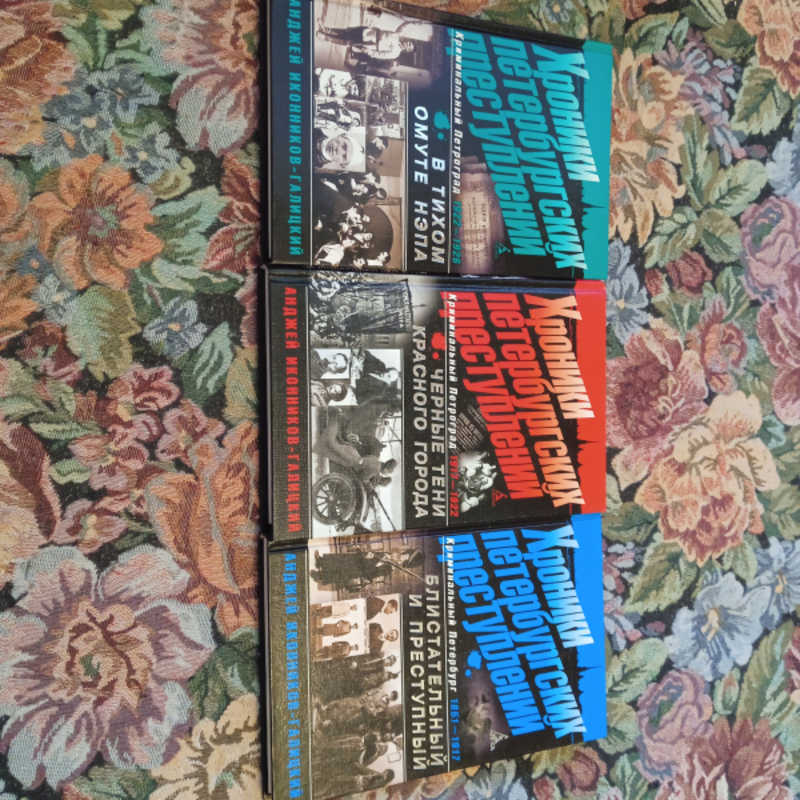 Хроники
петербургских
преступлений
Криминальный Петроград 1922—1926
В ТИХОМ
ОМУТЕ НЭПА
АНДЖЕЙ ИКОННИКОВ-ГАЛИЦКИЙ
Хроники
петербургских
преступлений
Криминальный Петроград 1917—1922
ЧЕРНЫЕ ТЕНИ
КРАСНОГО ГОРОДА
АНДЖЕЙ ИКОННИКОВ-ГАЛИЦКИЙ
Хроники
петербургских
преступлений
Криминальный Петербург 1861—1917
БЛИСТАТЕЛЬНЫЙ
И ПРЕСТУПНЫЙ
АНДЖЕЙ ИКОННИКОВ-ГАЛИЦКИЙ